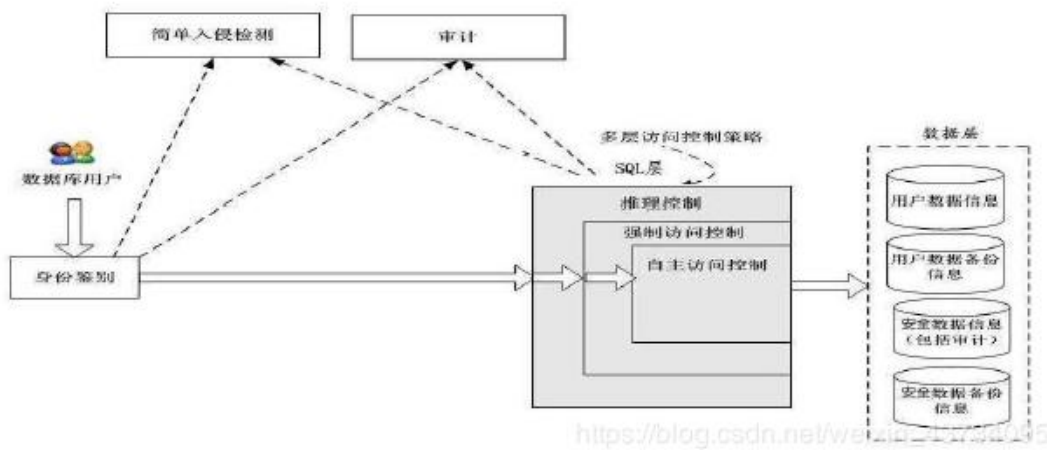 简单入侵检测
审计
多层访问控制策略
数据层
SQL层
数据库用户
推理控制
用户数据信息
强制访问控制
自主访问控制
用户数据备份
信息
身份鉴别
安全数据信息
（包括审计）
安全数据备份
信息